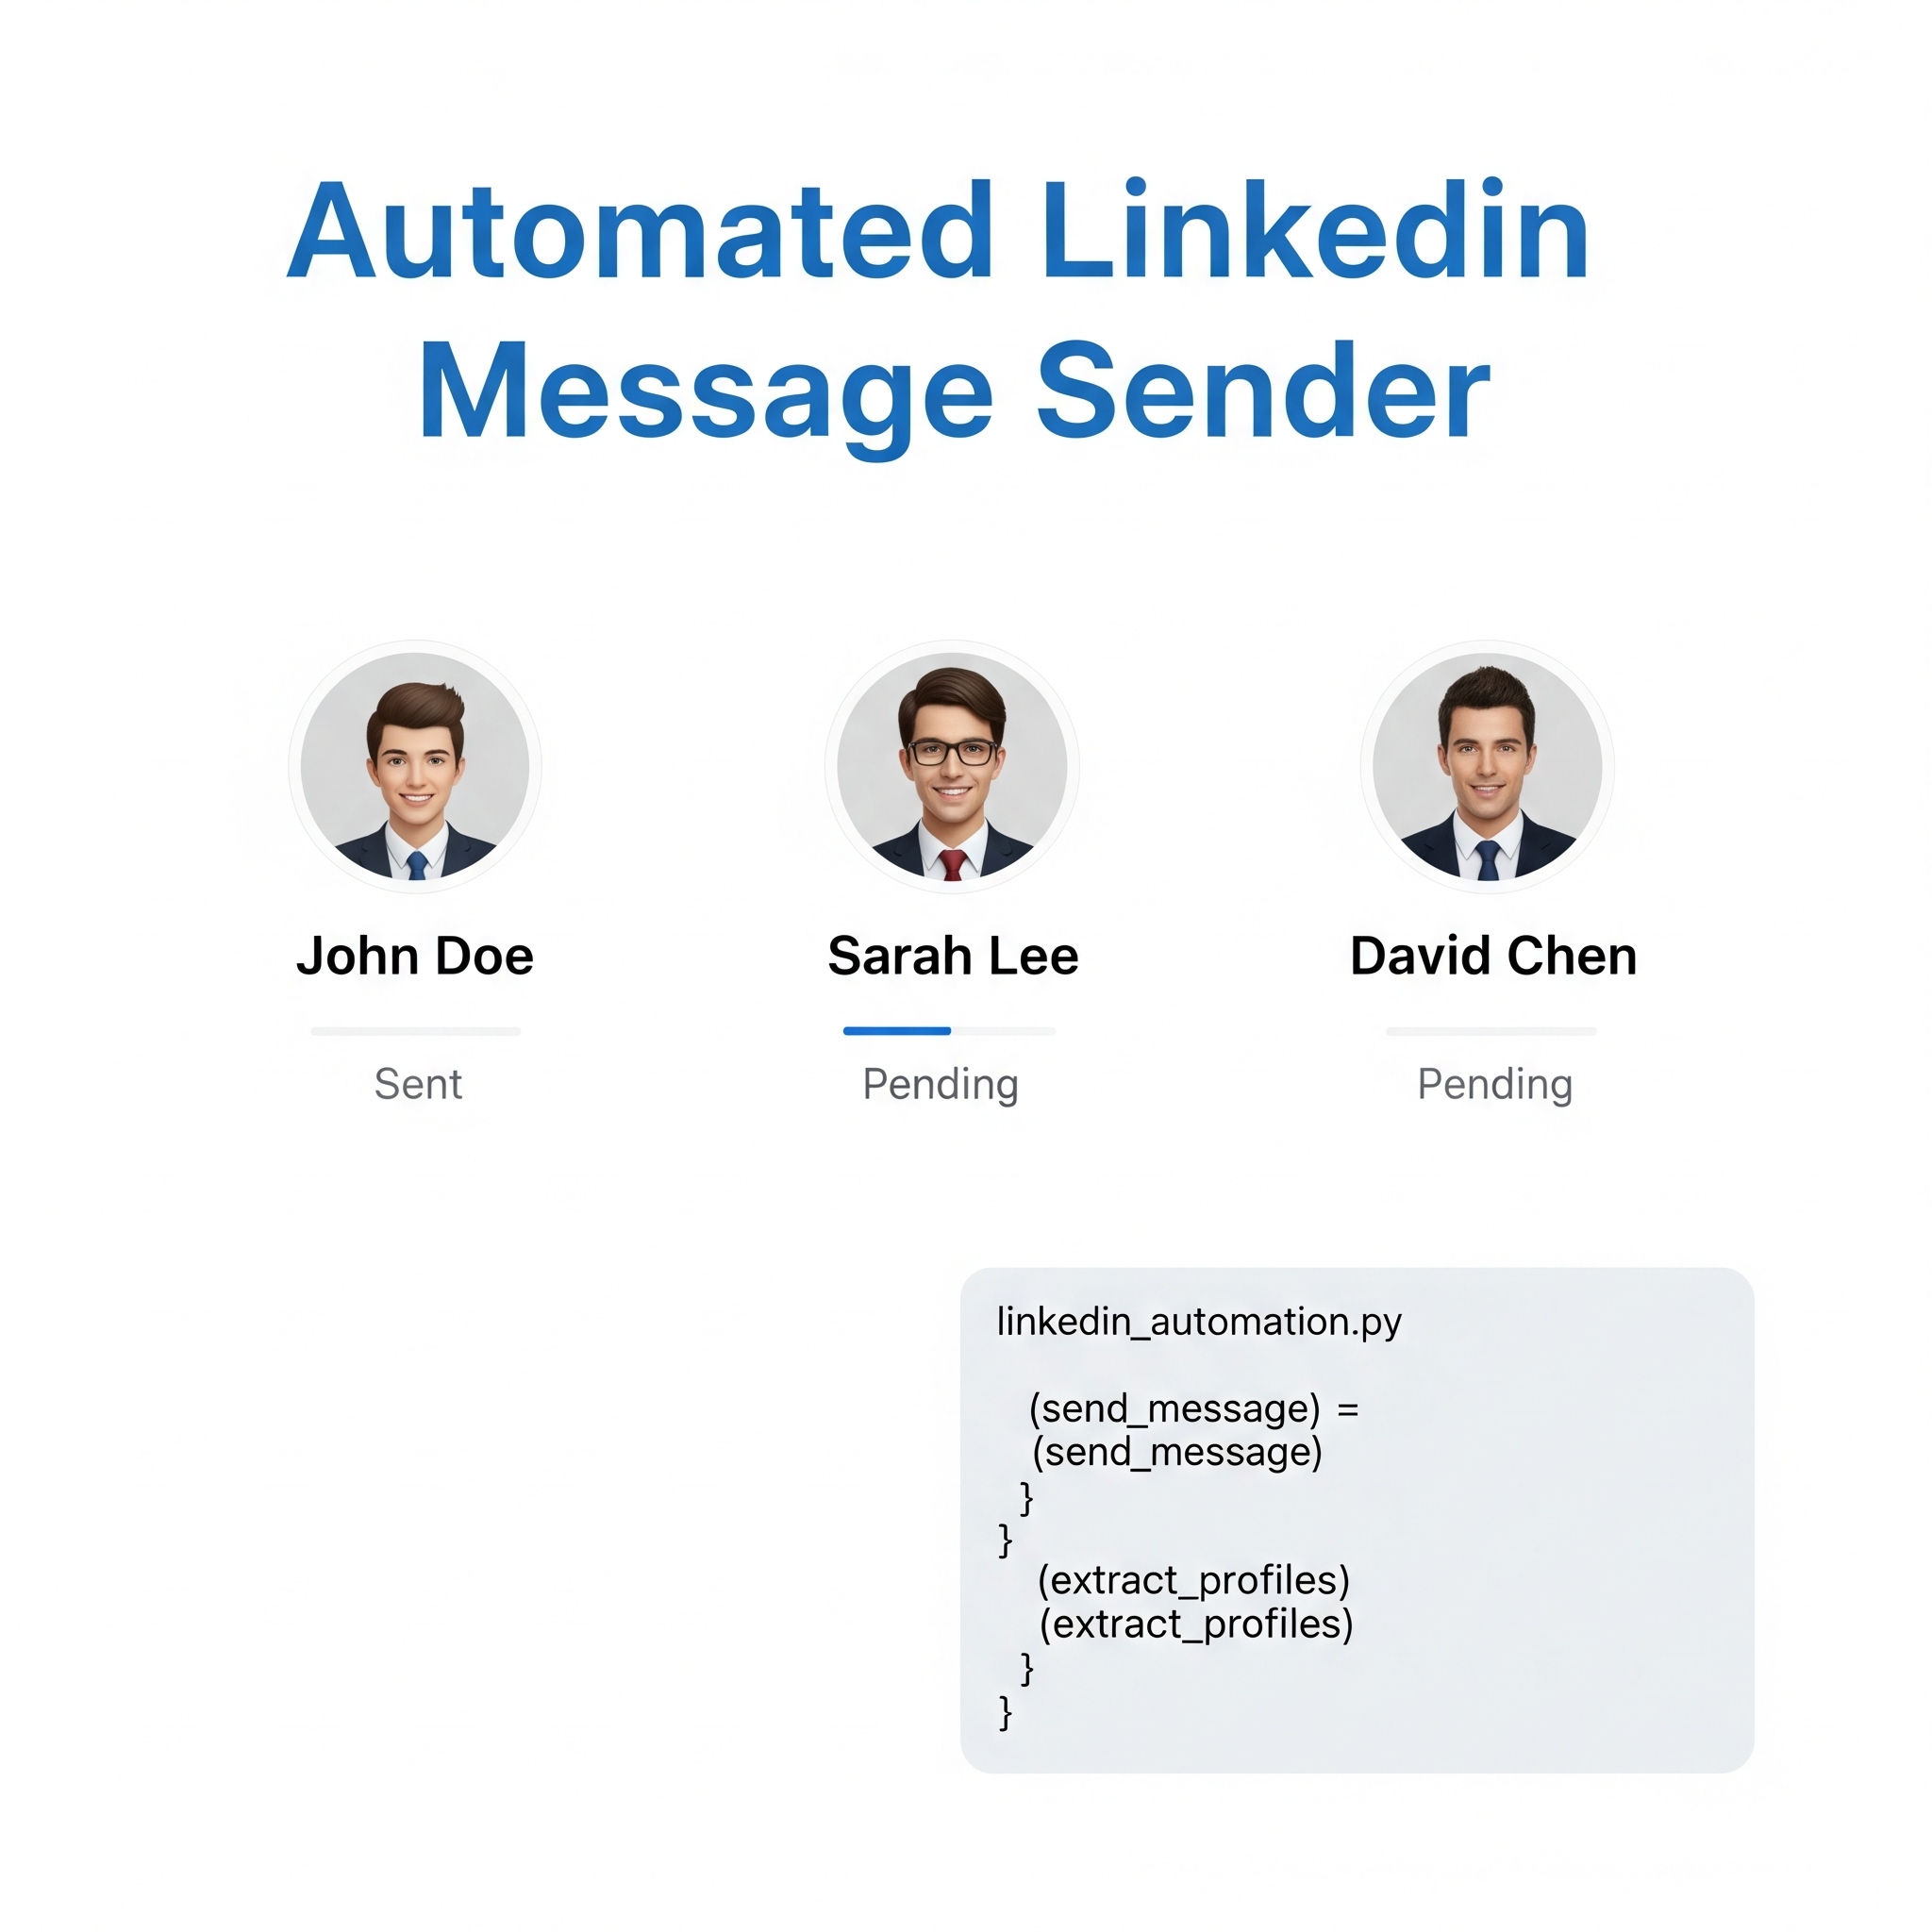 Automated Linkedin
Message Sender
John Doe
Sarah Lee
David Chen
Sent
Pending
Pending
linkedin_automation.py
(send_message) =
(send_message)
}
}
(extract_profiles)
(extract_profiles)
}
}